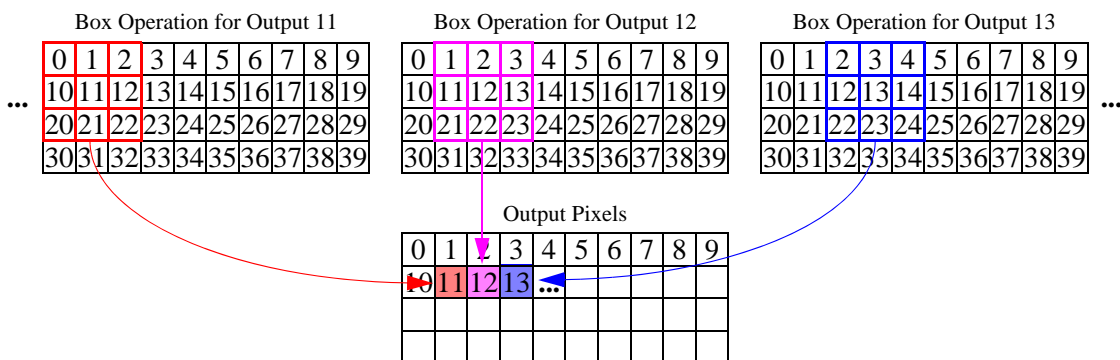 Box Operation for Output 11
0 1 2 3 4 5 6 7 8 9
10 11 12 13 14 15 16 17 18 19
20 21 22 23 24 25 26 27 28 29
30 31 32 33 34 35 36 37 38 39
...
Box Operation for Output 12
0 1 2 3 4 5 6 7 8 9
10 11 12 13 14 15 16 17 18 19
20 21 22 23 24 25 26 27 28 29
30 31 32 33 34 35 36 37 38 39
Box Operation for Output 13
0 1 2 3 4 5 6 7 8 9
10 11 12 13 14 15 16 17 18 19
20 21 22 23 24 25 26 27 28 29
30 31 32 33 34 35 36 37 38 39
...
Output Pixels
0 1 2 3 4 5 6 7 8 9
10 11 12 13 ...